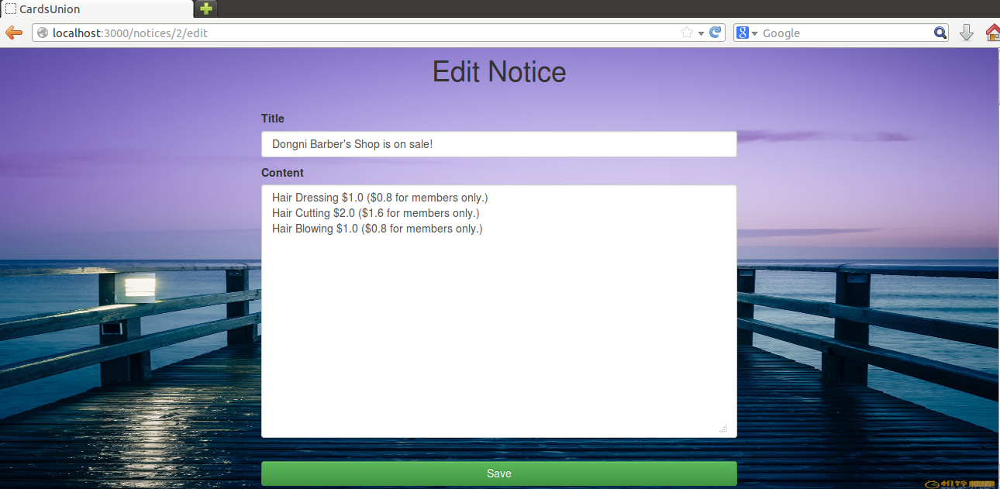 CardsUnion
localhost:3000/notices/2/edit
8
Google
Edit Notice
Title
Dongni Barber's Shop is on sale!
Content
Hair Dressing $1.0 ($0.8 for members only.)
Hair Cutting $2.0 ($1.6 for members only.)
Hair Blowing $1.0 ($0.8 for members only.)
Save